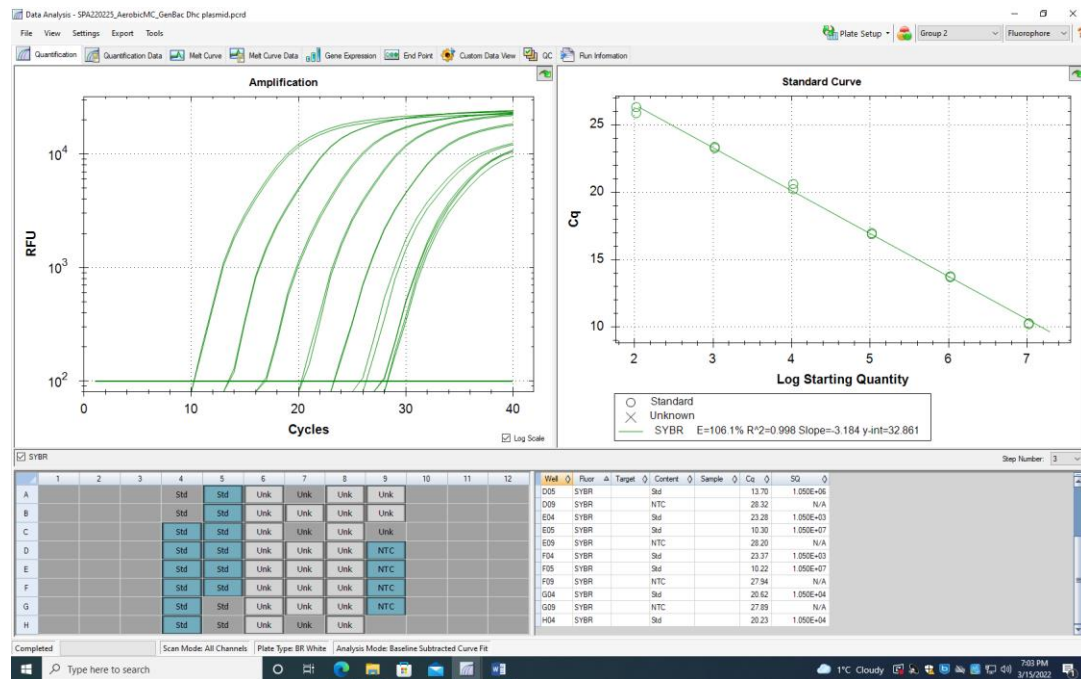 Data Analysis - SPA220225_AerobicMC_GenBac Dhc plasmid.pcrd
File View Settings Export Tools
Plate Setup Group 2 Fluorophore
Quantification Quantification Data Melt Curve Melt Curve Data Gene Expression End Point Custom Data View QC Run Information
Amplification
RFU
10^4
10^3
10^2
0 10 20 30 40
Cycles
Log Scale
Standard Curve
Cq
25
20
15
10
2 3 4 5 6 7
Log Starting Quantity
Standard
Unknown
SYBR E=106.1% R^2=0.998 Slope=-3.184 y-int=32.861
SYBR
Step Number: 3
1 2 3 4 5 6 7 8 9 10 11 12
A Std Std Unk Unk Unk Unk
B Std Std Unk Unk Unk Unk
C Std Std Unk Unk Unk Unk
D Std Std Unk Unk Unk NTC
E Std Std Unk Unk Unk NTC
F Std Std Unk Unk Unk NTC
G Std Std Unk Unk Unk NTC
H Std Std Unk Unk Unk
Well Fluor Target Content Sample Cq SQ
D05 SYBR Std 13.70 1.050E+06
D09 SYBR NTC 28.32 N/A
E04 SYBR Std 23.28 1.050E+03
E05 SYBR Std 10.30 1.050E+07
E09 SYBR NTC 28.20 N/A
F04 SYBR Std 23.37 1.050E+03
F05 SYBR Std 10.22 1.050E+07
F09 SYBR NTC 27.94 N/A
G04 SYBR Std 20.62 1.050E+04
G09 SYBR NTC 27.89 N/A
H04 SYBR Std 20.23 1.050E+04
Completed Scan Mode: All Channels Plate Type: BR White Analysis Mode: Baseline Subtracted Curve Fit
Type here to search
1°C Cloudy
7:03 PM
3/15/2022